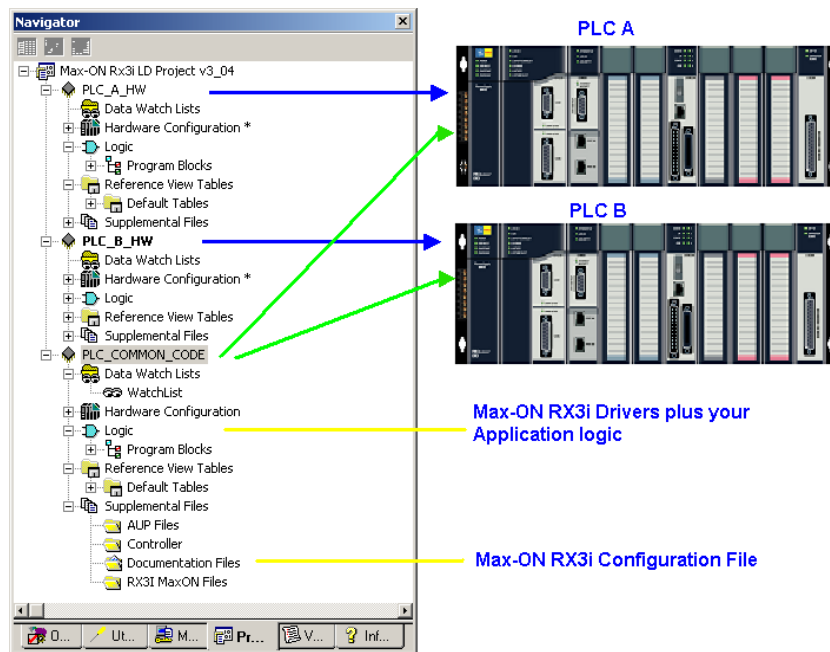 Navigator
Max-ON Rx3i LD Project v3_04
PLC_A_HW
Data Watch Lists
Hardware Configuration *
Logic
Program Blocks
Reference View Tables
Default Tables
Supplemental Files
PLC_B_HW
Data Watch Lists
Hardware Configuration *
Logic
Reference View Tables
Supplemental Files
PLC_COMMON_CODE
Data Watch Lists
WatchList
Hardware Configuration
Logic
Program Blocks
Reference View Tables
Default Tables
Supplemental Files
AUP Files
Controller
Documentation Files
RX3I MaxON Files
O... Ut... M... Pr... V... Inf...
PLC A
PLC B
Max-ON RX3i Drivers plus your
Application logic
Max-ON RX3i Configuration File